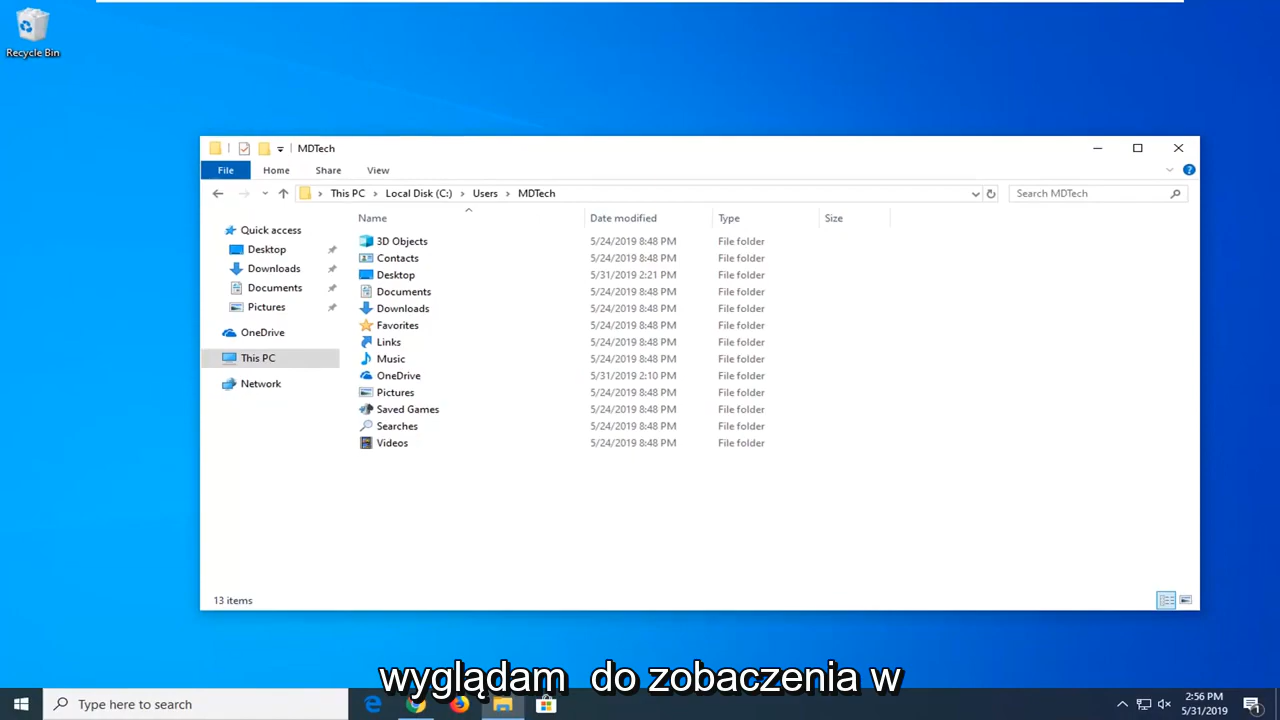 Recycle Bin
MDTech
File Home Share View
This PC Local Disk (C:) Users MDTech
Search MDTech
Name Date modified Type Size
Quick access
Desktop
Downloads
Documents
Pictures
OneDrive
This PC
Network
3D Objects 5/24/2019 8:48 PM File folder
Contacts 5/24/2019 8:48 PM File folder
Desktop 5/31/2019 2:21 PM File folder
Documents 5/24/2019 8:48 PM File folder
Downloads 5/24/2019 8:48 PM File folder
Favorites 5/24/2019 8:48 PM File folder
Links 5/24/2019 8:48 PM File folder
Music 5/24/2019 8:48 PM File folder
OneDrive 5/31/2019 2:10 PM File folder
Pictures 5/24/2019 8:48 PM File folder
Saved Games 5/24/2019 8:48 PM File folder
Searches 5/24/2019 8:48 PM File folder
Videos 5/24/2019 8:48 PM File folder
13 items
wyglądam do zobaczenia w
Type here to search
2:56 PM
5/31/2019
1